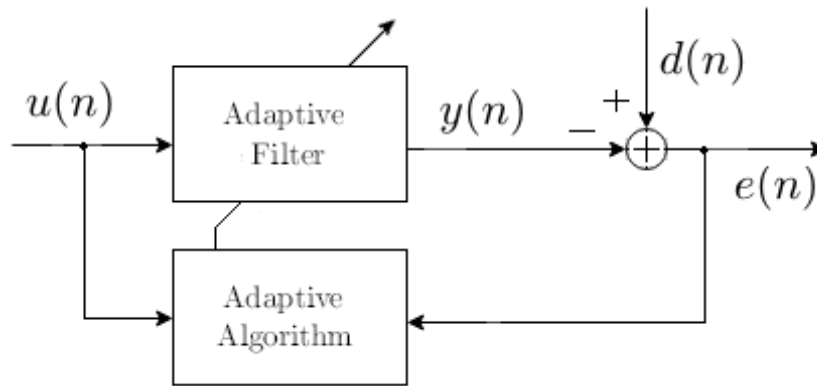 u(n)
Adaptive
Filter
y(n)
−
+
d(n)
+
e(n)
Adaptive
Algorithm